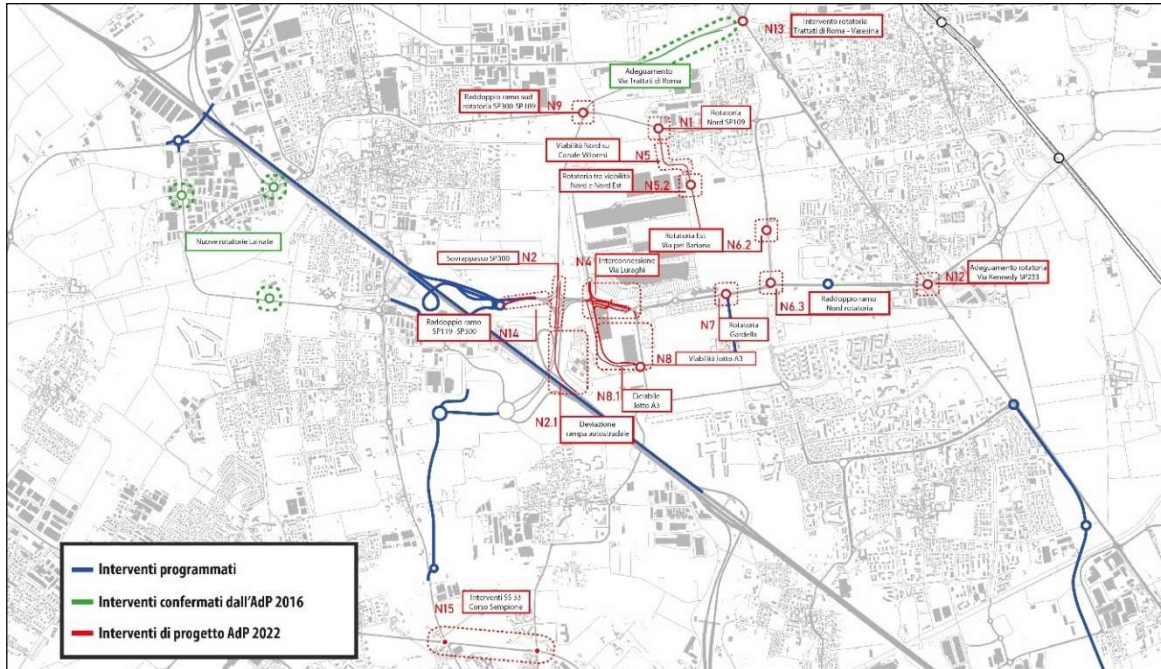 N13
Intervento rotatoria
Trattati di Roma - Varesina
Adeguamento
Via Trattati di Roma
Raddoppio ramo sud
rotatoria SP300-SP109
N9
N1
Rotatoria
Nord SP109
Viabilità Nord su
Canale Villoresi
N5
Rotatoria tra viabilità
Nord e Nord Est
N5.2
Nuove rotatorie Lainate
Rotatoria Est
Via per Bariana
N6.2
Sovrappasso SP300
N2
N4
Interconnessione
Via Luraghi
Adeguamento rotatoria
Via Kennedy SP233
N12
Raddoppio ramo
Nord rotatoria
N6.3
Raddoppio ramo
SP119 -SP300
N14
N7
Rotatoria
Gardella
N8
Viabilità lotto A3
N8.1
Ciclabile
lotto A3
N2.1
Deviazione
rampa autostradale
Interventi programmati
Interventi confermati dall'AdP 2016
Interventi di progetto AdP 2022
N15
Interventi SS 33
Corso Sempione